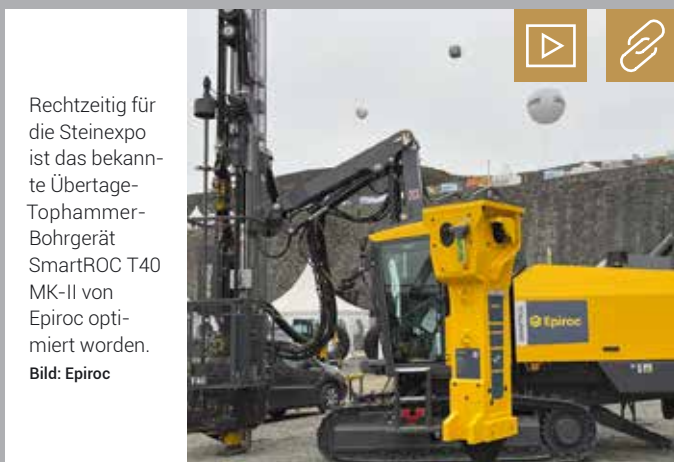 Rechtzeitig für
die Steinexpo
ist das bekann-
te Übertage-
Tophammer-
Bohrgerät
SmartROC T40
MK-II von
Epiroc opti-
miert worden.
Bild: Epiroc
Epiroc